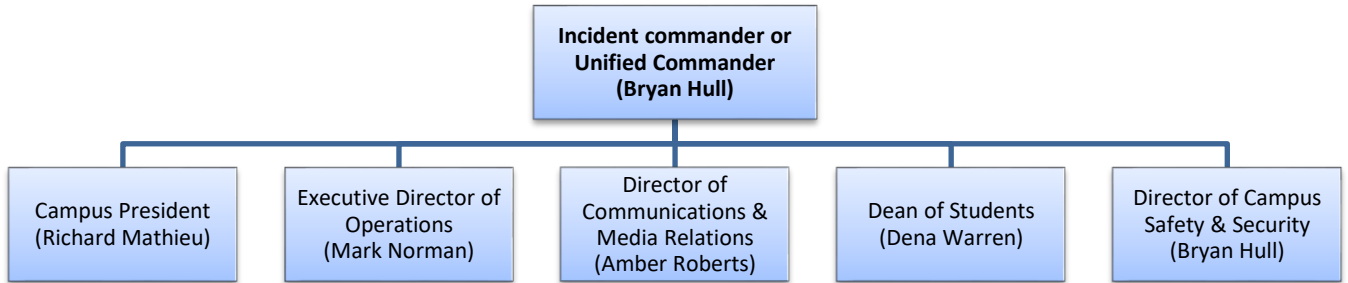 Incident commander or
Unified Commander
(Bryan Hull)
Campus President
(Richard Mathieu)
Executive Director of
Operations
(Mark Norman)
Director of
Communications &
Media Relations
(Amber Roberts)
Dean of Students
(Dena Warren)
Director of Campus
Safety & Security
(Bryan Hull)